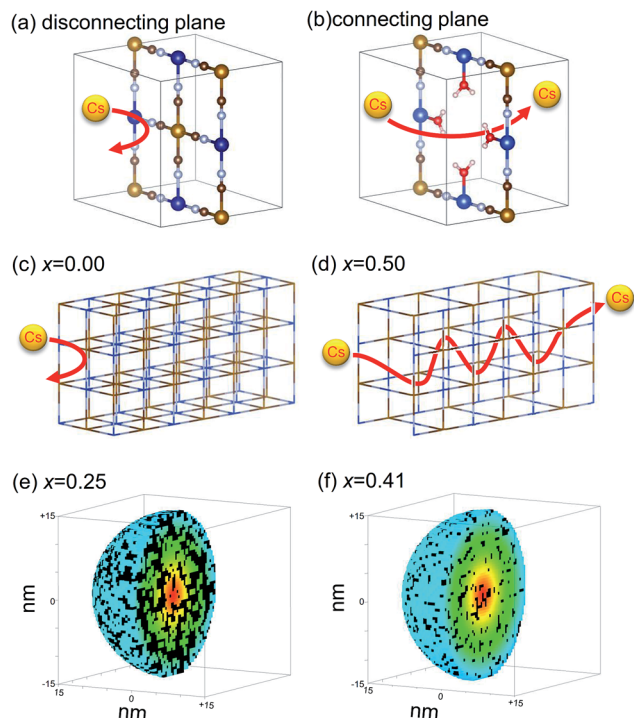 (a) disconnecting plane
(b)connecting plane
Cs
Cs
Cs
(c) x=0.00
(d) x=0.50
Cs
Cs
Cs
(e) x=0.25
(f) x=0.41
+15
0
-15
nm
15
0
+15
nm
+15
0
-15
nm
15
0
+15
nm